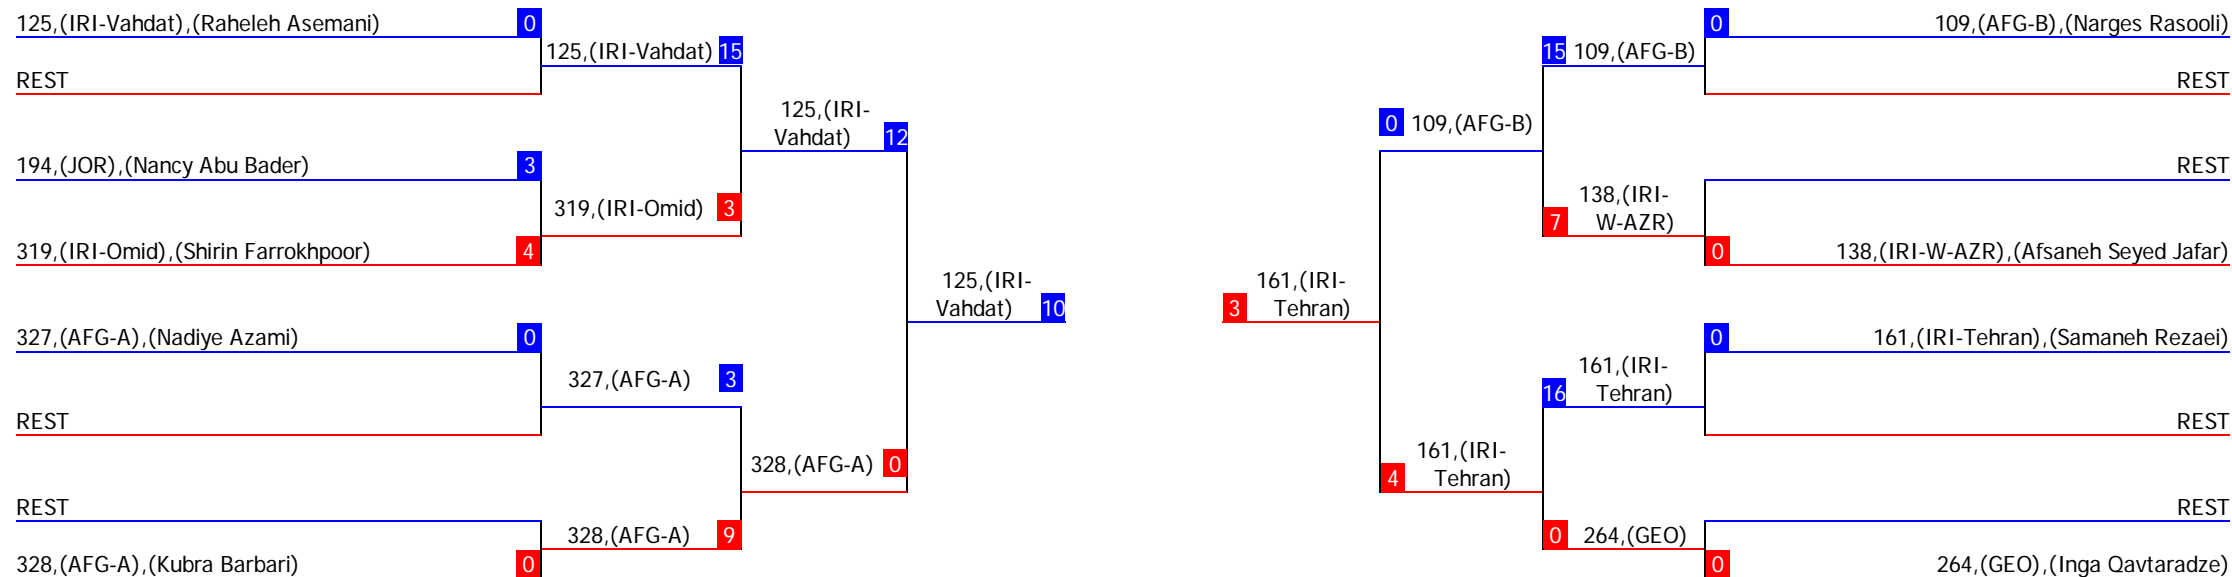 125,(IRI-Vahdat),(Raheleh Asemani) 0
125,(IRI-Vahdat) 15
REST
125,(IRI-
Vahdat) 12
194,(JOR),(Nancy Abu Bader) 3
319,(IRI-Omid) 3
319,(IRI-Omid),(Shirin Farrokhpoor) 4
125,(IRI-
Vahdat) 10
327,(AFG-A),(Nadiye Azami) 0
327,(AFG-A) 3
REST
328,(AFG-A) 0
REST
328,(AFG-A) 9
328,(AFG-A),(Kubra Barbari) 0
0 109,(AFG-B),(Narges Rasooli)
15 109,(AFG-B)
REST
0 109,(AFG-B)
REST
138,(IRI-
7 W-AZR)
0 138,(IRI-W-AZR),(Afsaneh Seyed Jafar)
161,(IRI-
3 Tehran)
0 161,(IRI-Tehran),(Samaneh Rezaei)
161,(IRI-
16 Tehran)
REST
161,(IRI-
4 Tehran)
REST
0 264,(GEO)
0 264,(GEO),(Inga Qavtaradze)